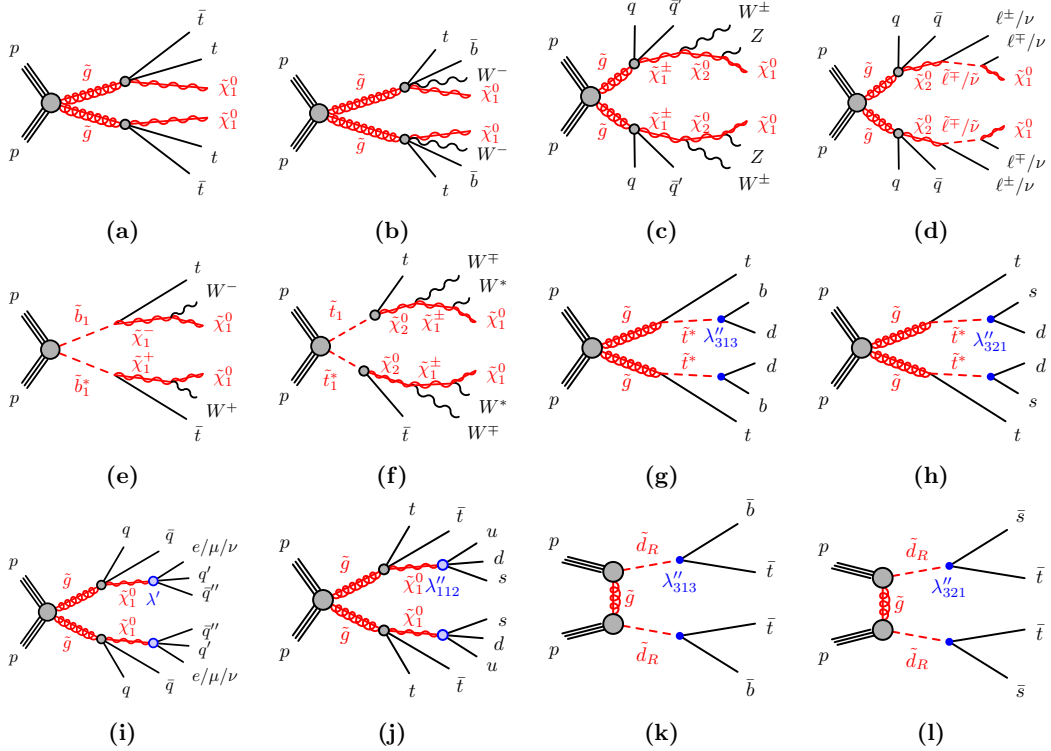 p p g̃ g̃ t̄ t χ̃₁⁰ χ̃₁⁰ t t̄
(a)
p p g̃ g̃ t b̄ W⁻ χ̃₁⁰ χ̃₁⁰ W⁻ b̄ t
(b)
p p g̃ g̃ q q̄′ χ̃₁± χ̃₂⁰ W± Z χ̃₁⁰ χ̃₁± χ̃₂⁰ χ̃₁⁰ Z W± q q̄′
(c)
p p g̃ g̃ q q̄ χ̃₂⁰ ℓ̃∓/ν̃ ℓ±/ν ℓ∓/ν χ̃₁⁰ χ̃₂⁰ ℓ̃∓/ν̃ ℓ∓/ν ℓ±/ν q q̄
(d)
p p b̃₁ b̃₁* t W⁻ χ̃₁⁻ χ̃₁⁰ χ̃₁⁺ χ̃₁⁰ W⁺ t̄
(e)
p p t̃₁ t̃₁* t W∓ W* χ̃₂⁰ χ̃₁± χ̃₁⁰ χ̃₂⁰ χ̃₁± χ̃₁⁰ W* W∓ t̄
(f)
p p g̃ g̃ t b d t̃* λ″₃₁₃ t̃* d b t
(g)
p p g̃ g̃ t s d t̃* λ″₃₂₁ t̃* d s t
(h)
p p g̃ g̃ q q̄ e/μ/ν q′ q̄″ χ̃₁⁰ λ′ χ̃₁⁰ q̄″ q′ e/μ/ν q̄ q
(i)
p p g̃ g̃ t t̄ u d s χ̃₁⁰ λ″₁₁₂ χ̃₁⁰ s d u t̄ t
(j)
p p g̃ d̃_R d̃_R λ″₃₁₃ b̄ t̄ t̄ b̄
(k)
p p g̃ d̃_R d̃_R λ″₃₂₁ s̄ t̄ t̄ s̄
(l)